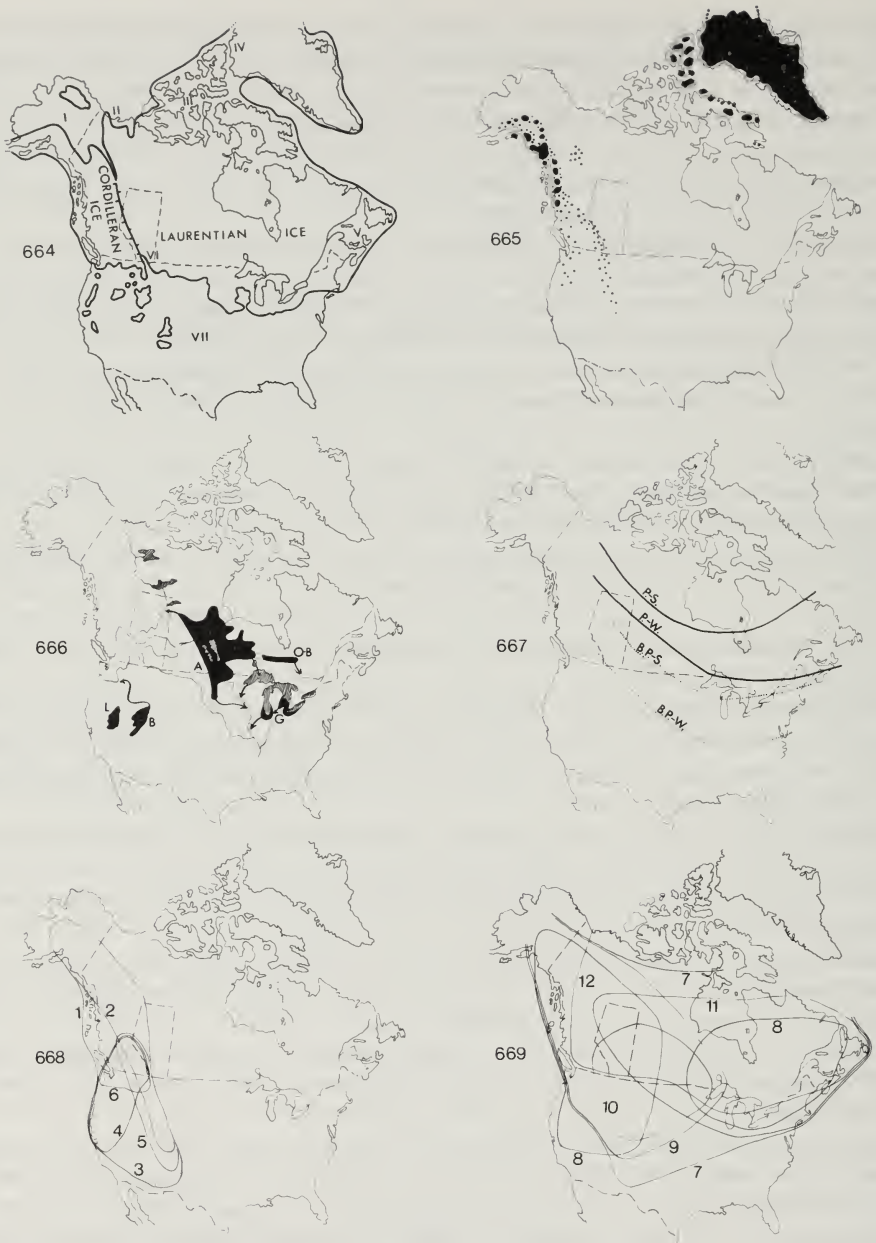 IV
II
III
I
CORDILLERAN
ICE
LAURENTIAN ICE
V
664
VII
VII
665
O-B
666
A
L
B
G
P-S.
P.-W.
B.P.-S.
667
B.P.-W.
1
2
668
6
4
5
3
7
12
11
8
669
10
9
8
7